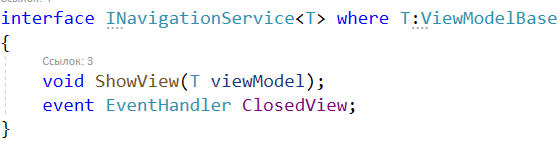 interface INavigationService<T> where T:ViewModelBase
{
Ссылок: 3
void ShowView(T viewModel);
event EventHandler ClosedView;
}